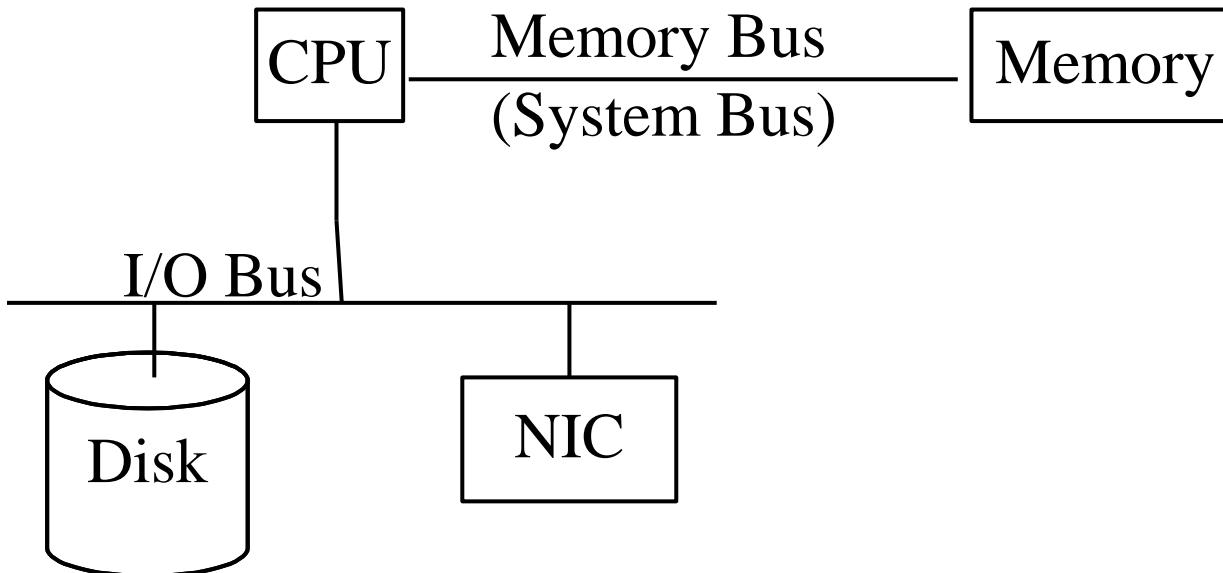 CPU
Memory Bus
(System Bus)
Memory
I/O Bus
Disk
NIC